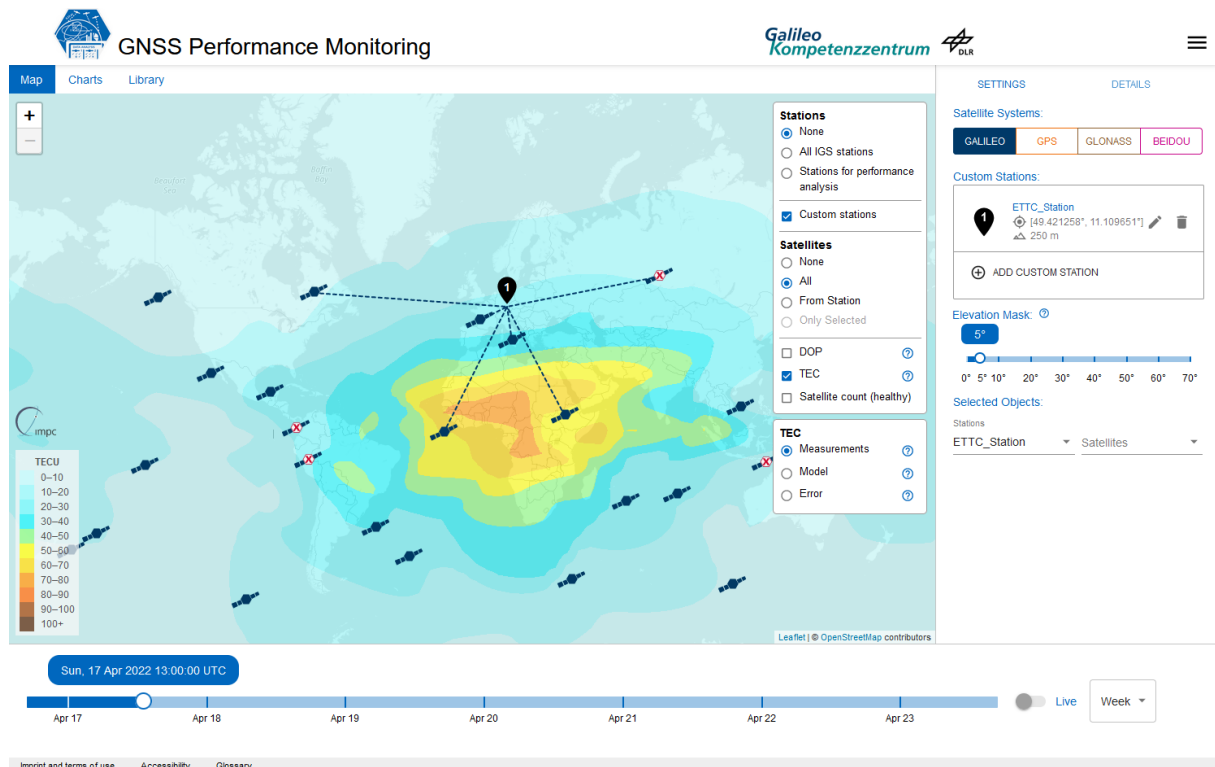 GNSS Performance Monitoring
Galileo
Kompetenzzentrum
DLR
Map Charts Library
SETTINGS DETAILS
+
−
Beaufort
Sea
Baffin
Bay
Stations
None
All IGS stations
Stations for performance
analysis
Custom stations
Satellites
None
All
From Station
Only Selected
DOP
TEC
Satellite count (healthy)
TEC
Measurements
Model
Error
Satellite Systems:
GALILEO GPS GLONASS BEIDOU
Custom Stations:
1
ETTC_Station
[49.421258°, 11.109651°]
250 m
ADD CUSTOM STATION
Elevation Mask:
5°
0° 5° 10° 20° 30° 40° 50° 60° 70°
Selected Objects:
Stations
ETTC_Station Satellites
1
impc
TECU
0–10
10–20
20–30
30–40
40–50
50–60
60–70
70–80
80–90
90–100
100+
Leaflet | © OpenStreetMap contributors
Sun, 17 Apr 2022 13:00:00 UTC
Apr 17 Apr 18 Apr 19 Apr 20 Apr 21 Apr 22 Apr 23
Live Week
Imprint and terms of use Accessibility Glossary